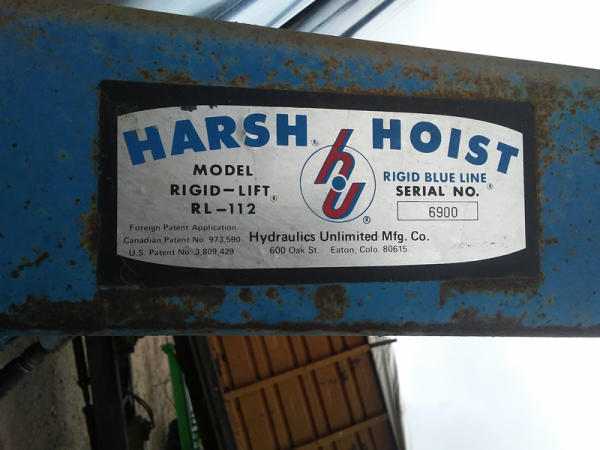 HARSH® HOIST
MODEL
RIGID-LIFT®
RL-112
hu®
RIGID BLUE LINE®
SERIAL NO.
6900
Foreign Patent Application
Canadian Patent No. 973,590
U.S. Patent No. 3,809,429
Hydraulics Unlimited Mfg. Co.
600 Oak St. Eaton, Colo. 80615